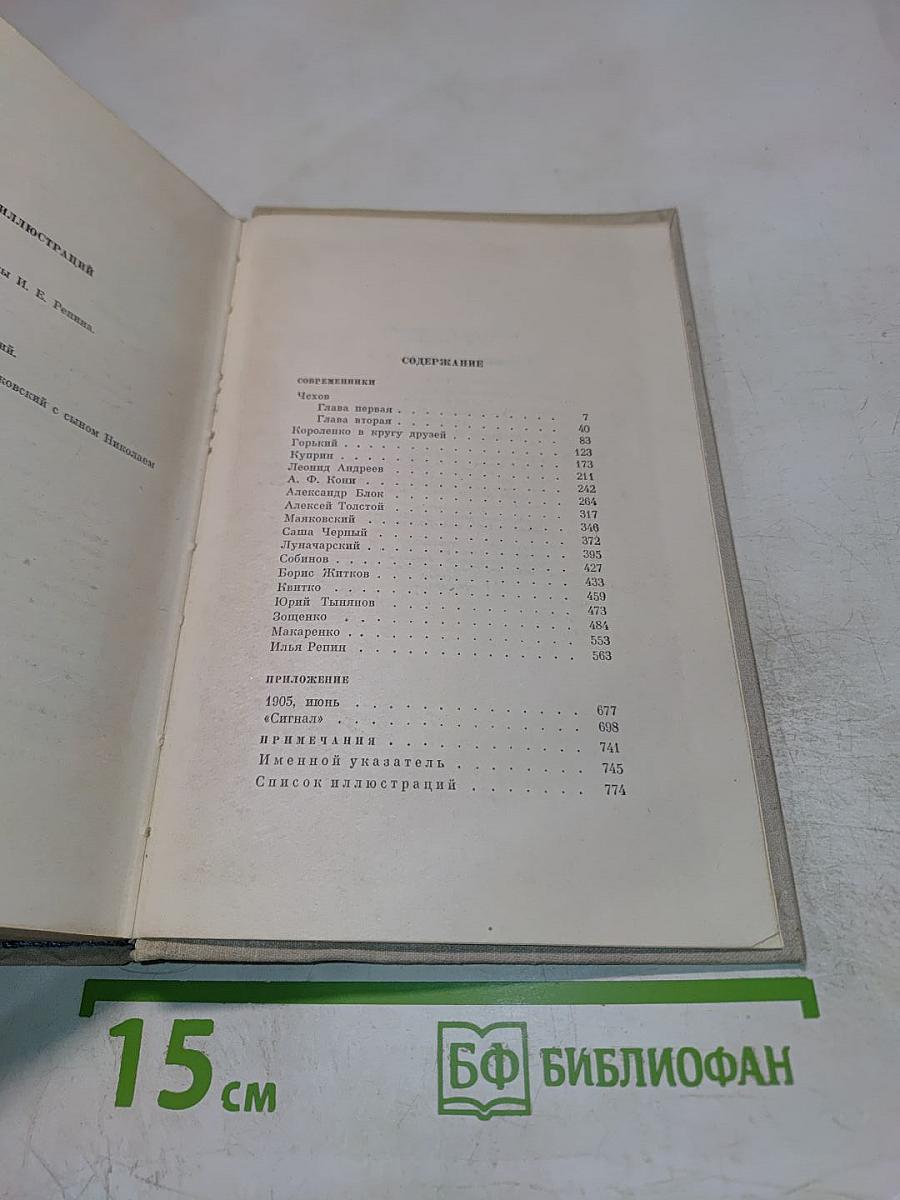 ИЛЛЮСТРАЦИЙ
И. Е. Репина.
ковский с сыном Николаем
СОДЕРЖАНИЕ
СОВРЕМЕННИКИ
Чехов
Глава первая . . . . . . . . . . . . 7
Глава вторая . . . . . . . . . . . . 40
Короленко в кругу друзей . . . . . . . . 83
Горький . . . . . . . . . . . . . . 123
Куприн . . . . . . . . . . . . . . 173
Леонид Андреев . . . . . . . . . . . 211
А. Ф. Кони . . . . . . . . . . . . . 242
Александр Блок . . . . . . . . . . . 264
Алексей Толстой . . . . . . . . . . . 317
Маяковский . . . . . . . . . . . . . 346
Саша Черный . . . . . . . . . . . . 372
Луначарский . . . . . . . . . . . . . 395
Собинов . . . . . . . . . . . . . . 427
Борис Житков . . . . . . . . . . . . 433
Квитко . . . . . . . . . . . . . . 459
Юрий Тынянов . . . . . . . . . . . . 473
Зощенко . . . . . . . . . . . . . . 484
Макаренко . . . . . . . . . . . . . 553
Илья Репин . . . . . . . . . . . . . 563
ПРИЛОЖЕНИЕ
1905, июнь . . . . . . . . . . . . . 677
«Сигнал» . . . . . . . . . . . . . . 698
ПРИМЕЧАНИЯ . . . . . . . . . . . . 741
Именной указатель . . . . . . . . 745
Список иллюстраций . . . . . . . 774
15 см
БФ БИБЛИОФАН